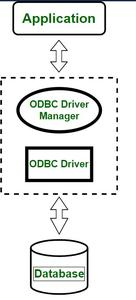 Application
ODBC Driver
Manager
ODBC Driver
Database